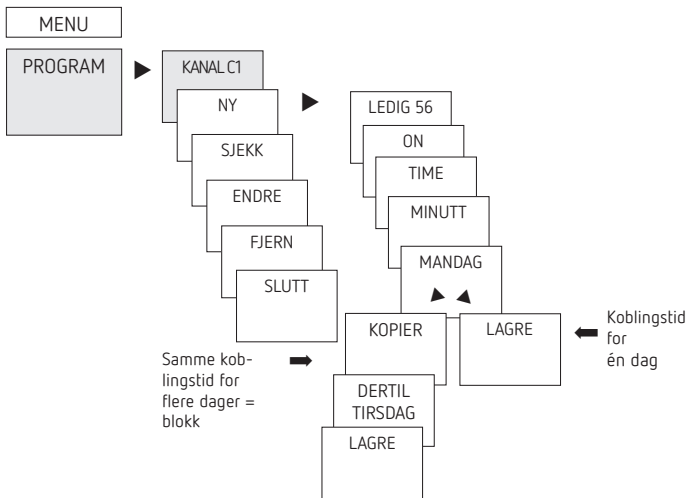 MENU
PROGRAM
KANAL C1
NY
SJEKK
ENDRE
FJERN
SLUTT
LEDIG 56
ON
TIME
MINUTT
MANDAG
KOPIER
LAGRE
Koblingstid
for
én dag
Samme kob-
lingstid for
flere dager =
blokk
DERTIL
TIRSDAG
LAGRE